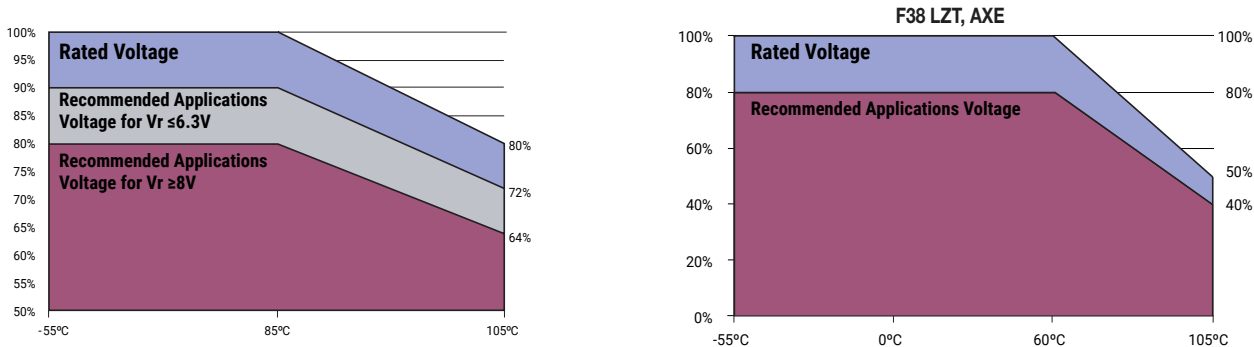 100%
95%
90%
85%
80%
75%
70%
65%
60%
55%
50%
Rated Voltage
Recommended Applications
Voltage for Vr ≤6.3V
Recommended Applications
Voltage for Vr ≥8V
80%
72%
64%
-55ºC
85ºC
105ºC
F38 LZT, AXE
100%
80%
60%
40%
20%
0%
Rated Voltage
Recommended Applications Voltage
100%
80%
50%
40%
-55ºC
0ºC
60ºC
105ºC